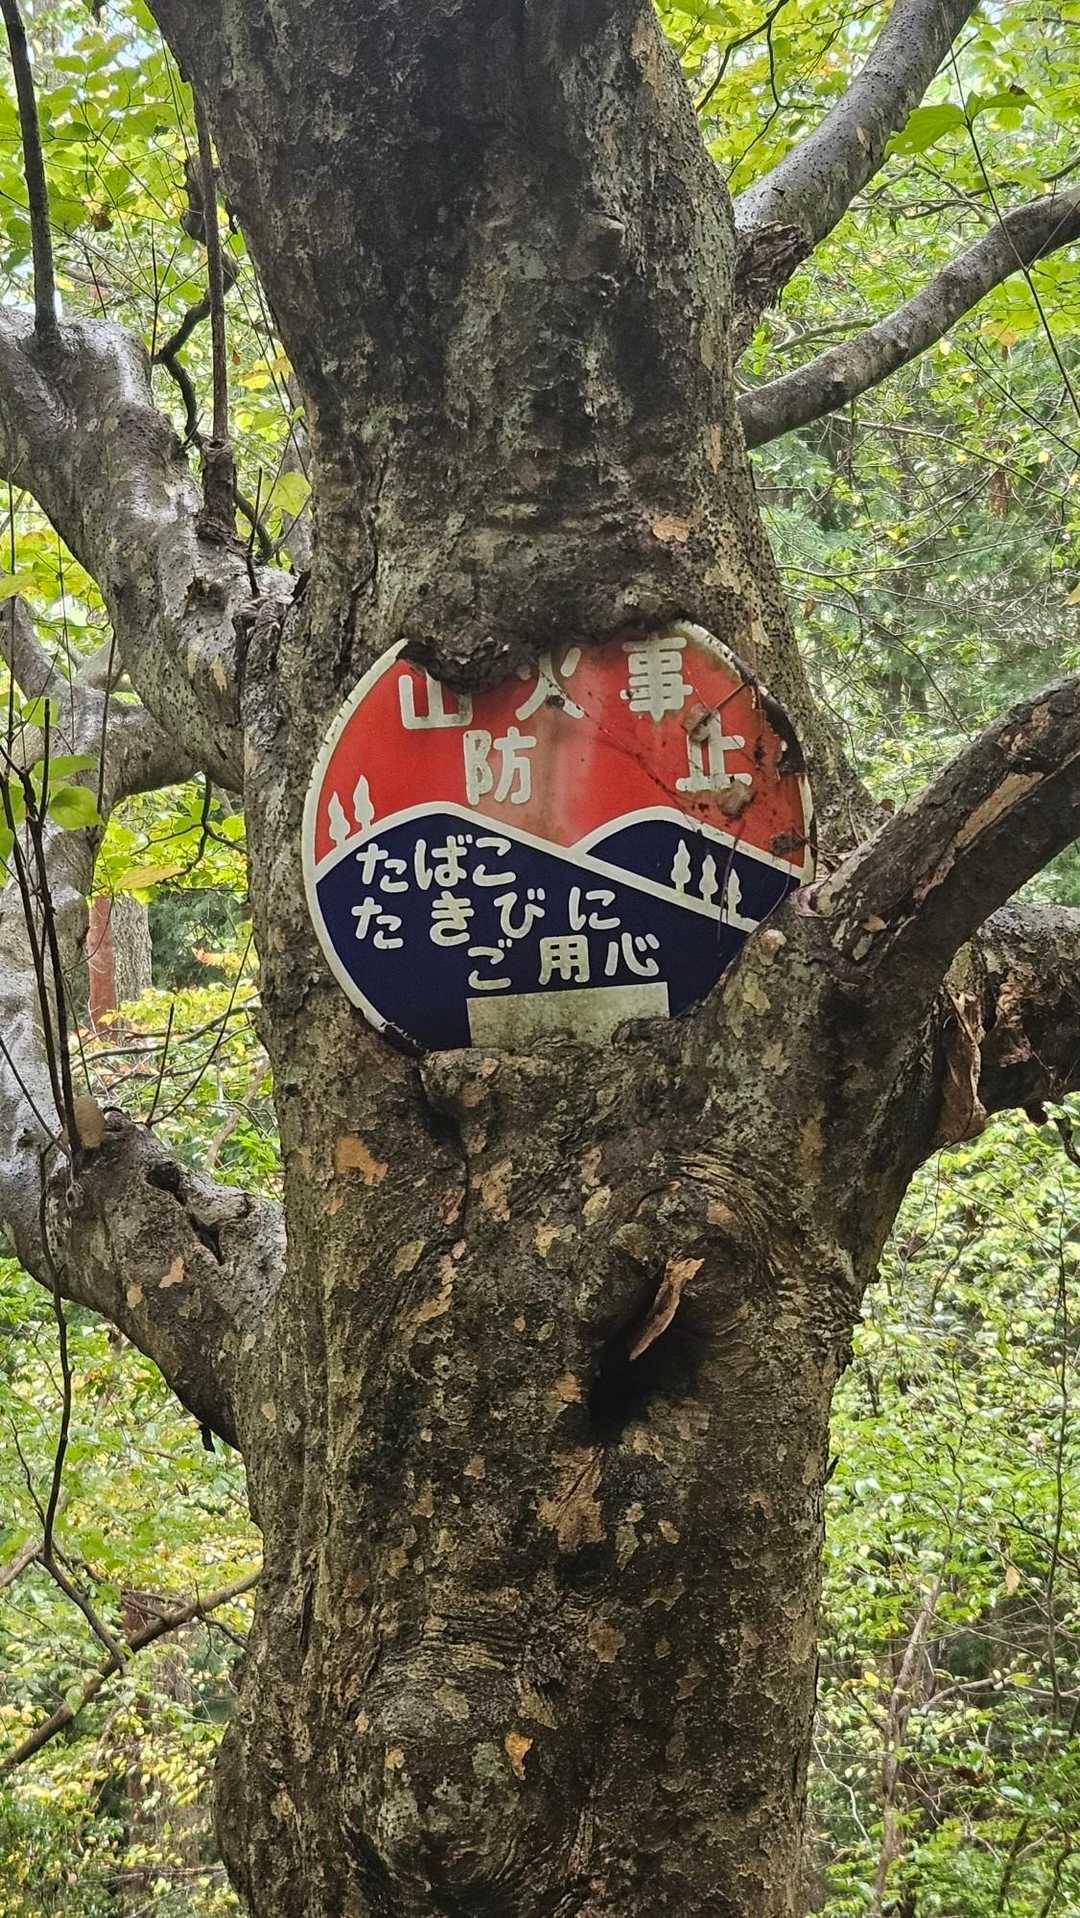 山火事
防止
たばこ
たきびに
ご用心